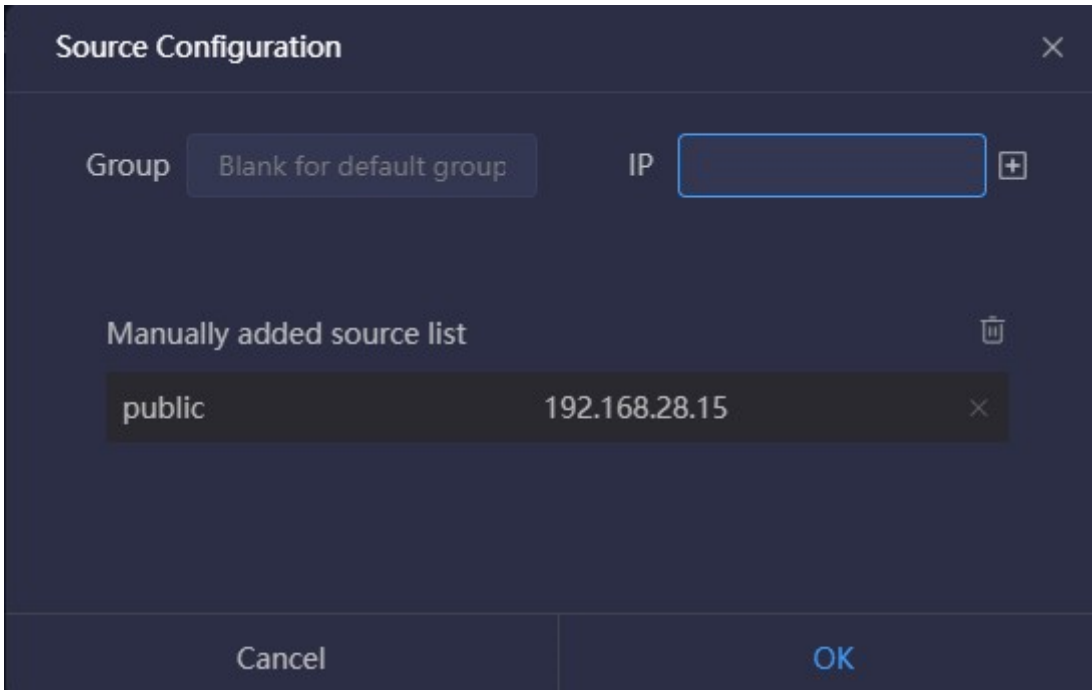 Source Configuration
Group Blank for default group IP
Manually added source list
public 192.168.28.15
Cancel OK